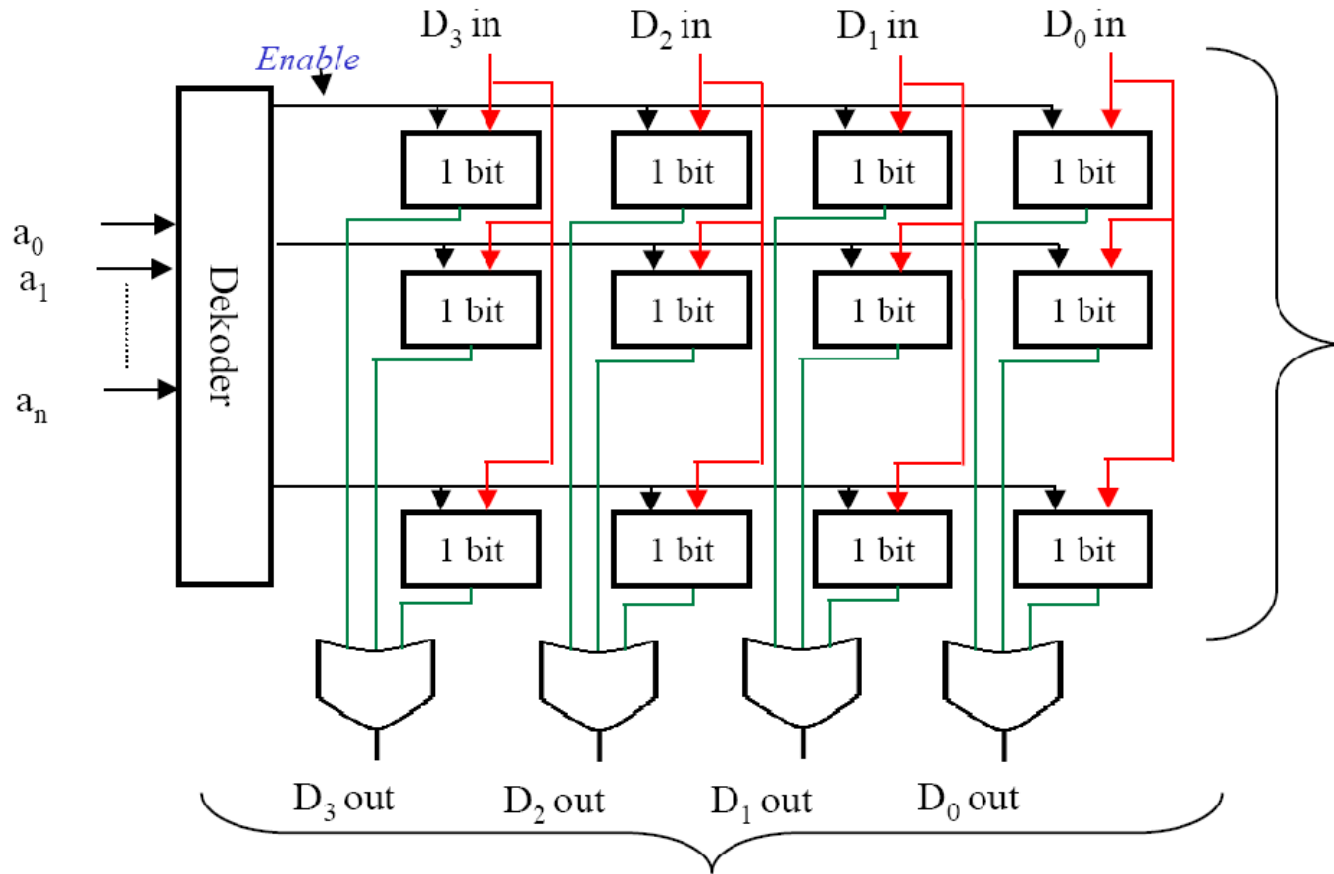 D3 in D2 in D1 in D0 in
Enable
1 bit 1 bit 1 bit 1 bit
a0
a1
an
Dekoder
1 bit 1 bit 1 bit 1 bit
1 bit 1 bit 1 bit 1 bit
D3 out D2 out D1 out D0 out